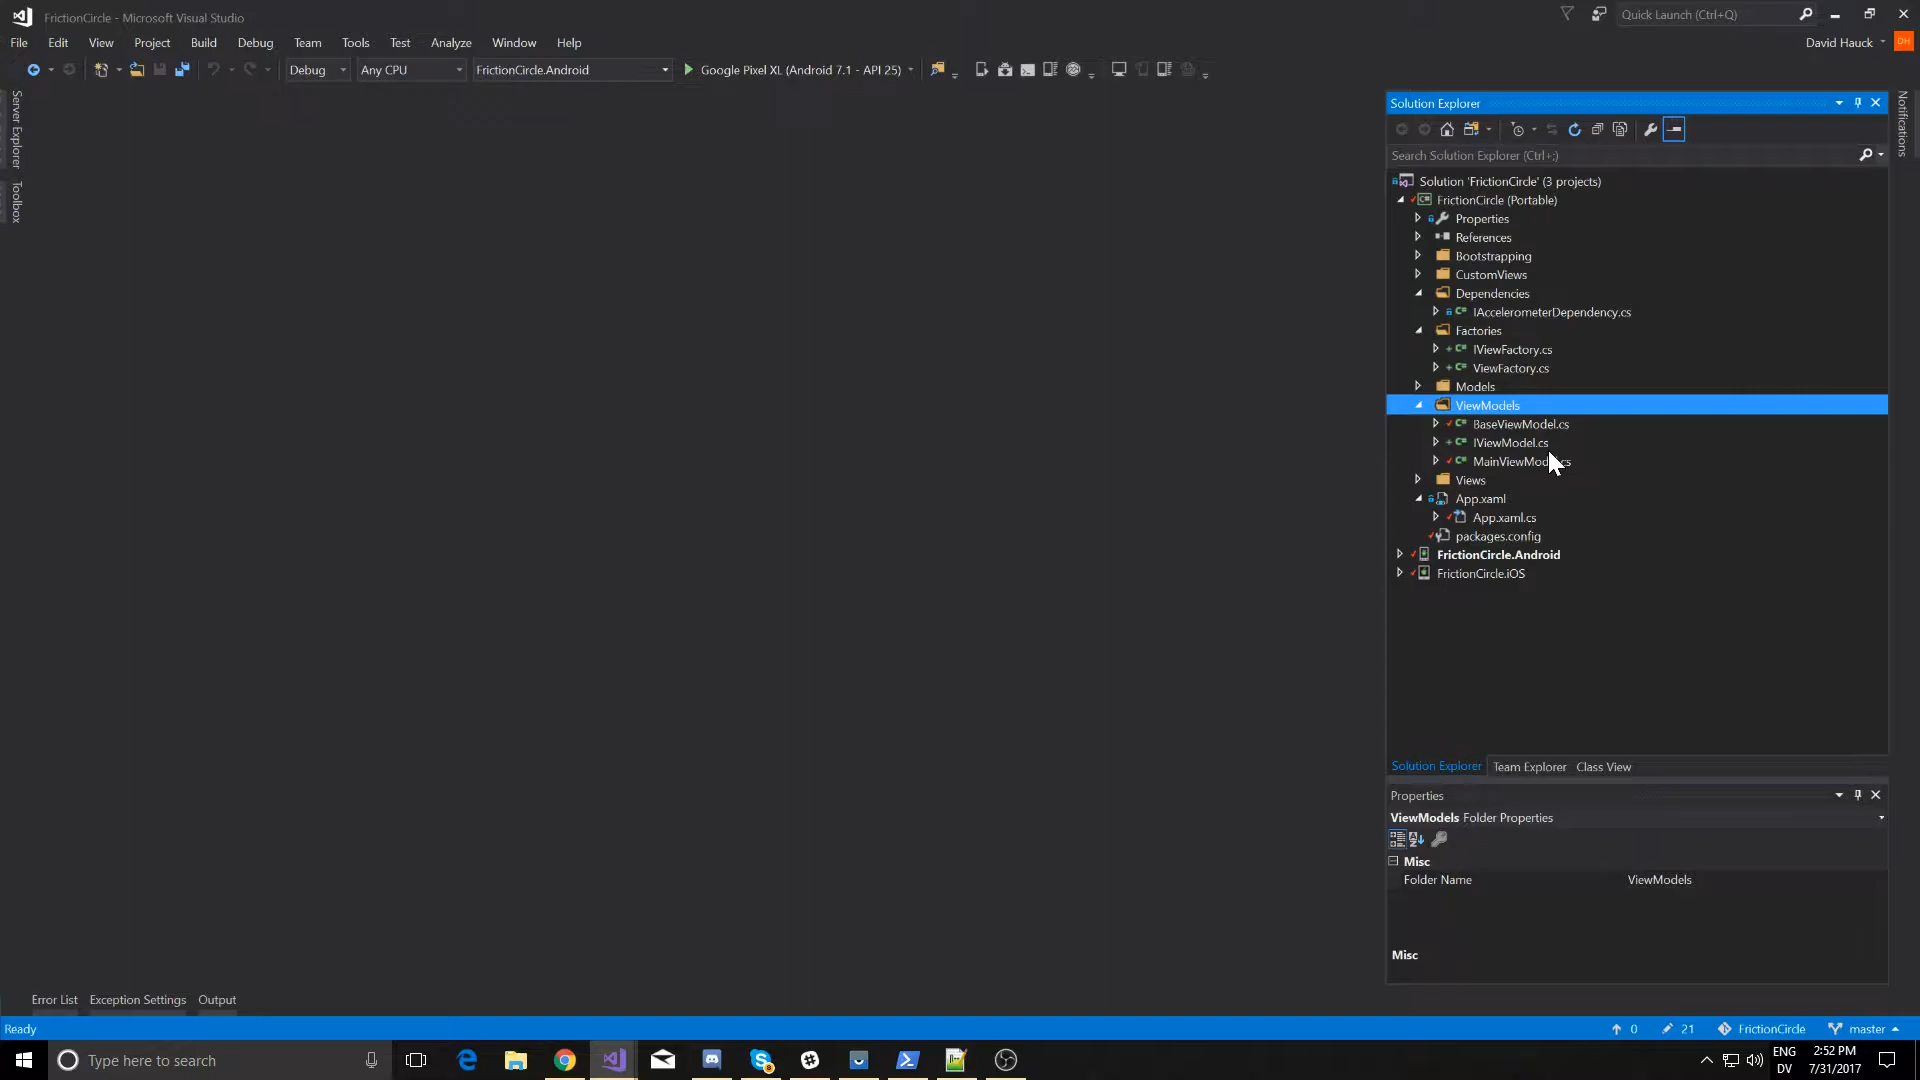 FrictionCircle - Microsoft Visual Studio
Quick Launch (Ctrl+Q)
File Edit View Project Build Debug Team Tools Test Analyze Window Help
David Hauck
DH
Debug Any CPU FrictionCircle.Android Google Pixel XL (Android 7.1 - API 25)
Server Explorer
Toolbox
Notifications
Solution Explorer
Search Solution Explorer (Ctrl+;)
Solution 'FrictionCircle' (3 projects)
FrictionCircle (Portable)
Properties
References
Bootstrapping
CustomViews
Dependencies
IAccelerometerDependency.cs
Factories
IViewFactory.cs
ViewFactory.cs
Models
ViewModels
BaseViewModel.cs
IViewModel.cs
Views
App.xaml
App.xaml.cs
packages.config
FrictionCircle.Android
FrictionCircle.iOS
Solution Explorer Team Explorer Class View
Properties
ViewModels Folder Properties
Misc
Folder Name ViewModels
Misc
Error List Exception Settings Output
Ready
0 21 FrictionCircle master
Type here to search
ENG
DV
2:52 PM
7/31/2017